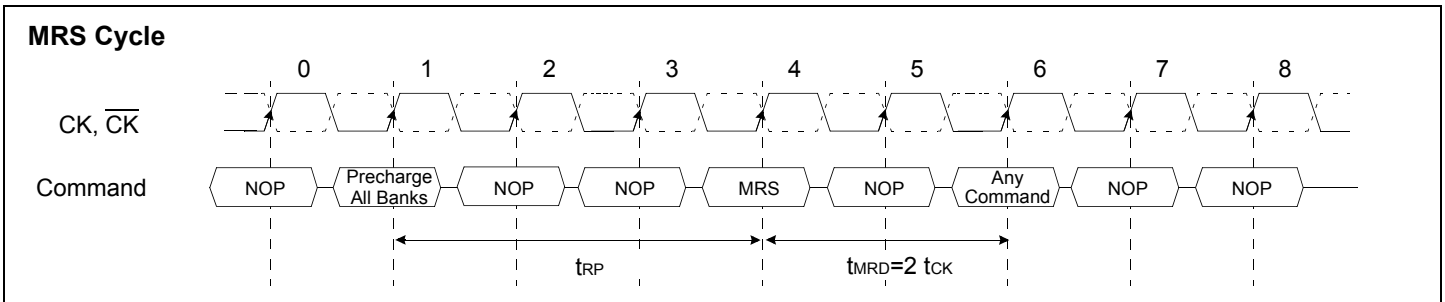 MRS Cycle
0 1 2 3 4 5 6 7 8
CK, C̅K̅
Command NOP Precharge All Banks NOP NOP MRS NOP Any Command NOP NOP
tRP tMRD=2 tCK